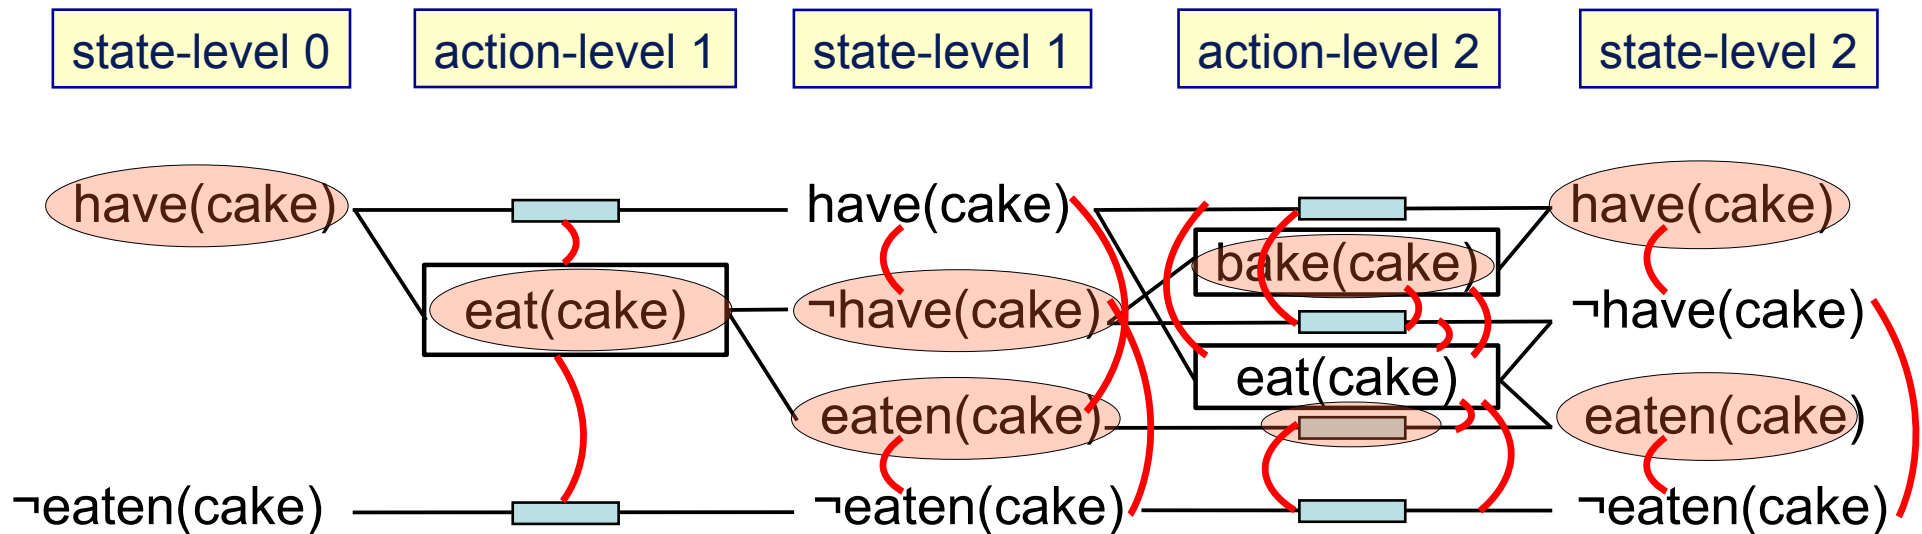 state-level 0 action-level 1 state-level 1 action-level 2 state-level 2
have(cake) have(cake) have(cake)
bake(cake)
eat(cake) ¬have(cake) ¬have(cake)
eat(cake)
eaten(cake) eaten(cake)
¬eaten(cake) ¬eaten(cake) ¬eaten(cake)